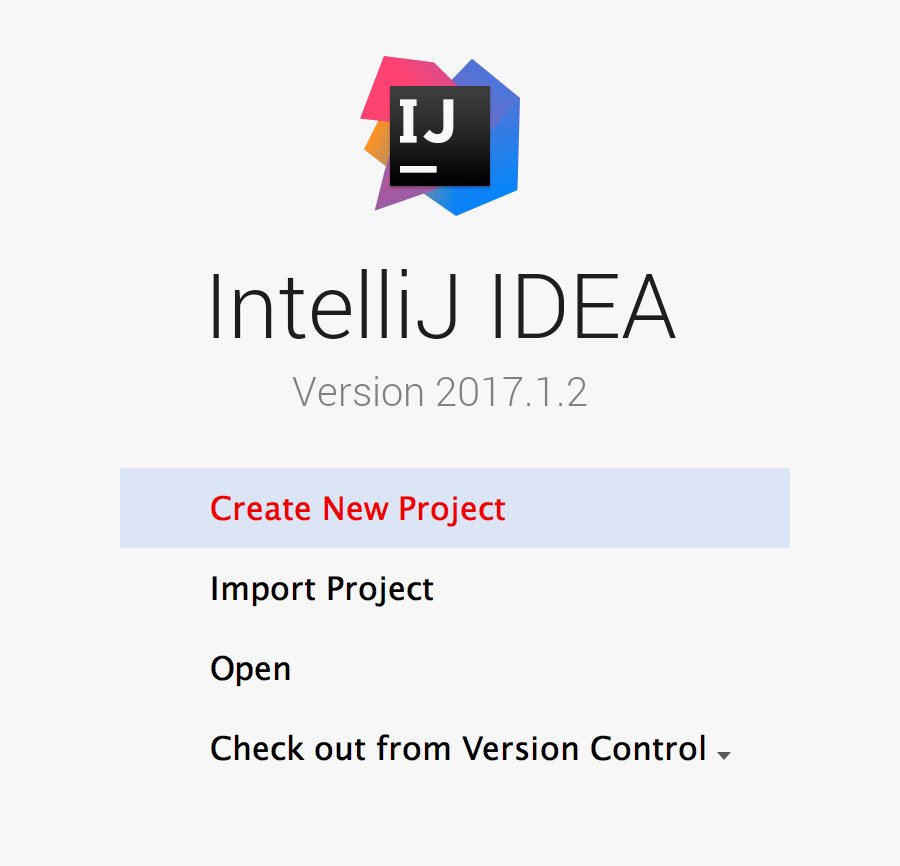 IJ
IntelliJ IDEA
Version 2017.1.2
Create New Project
Import Project
Open
Check out from Version Control